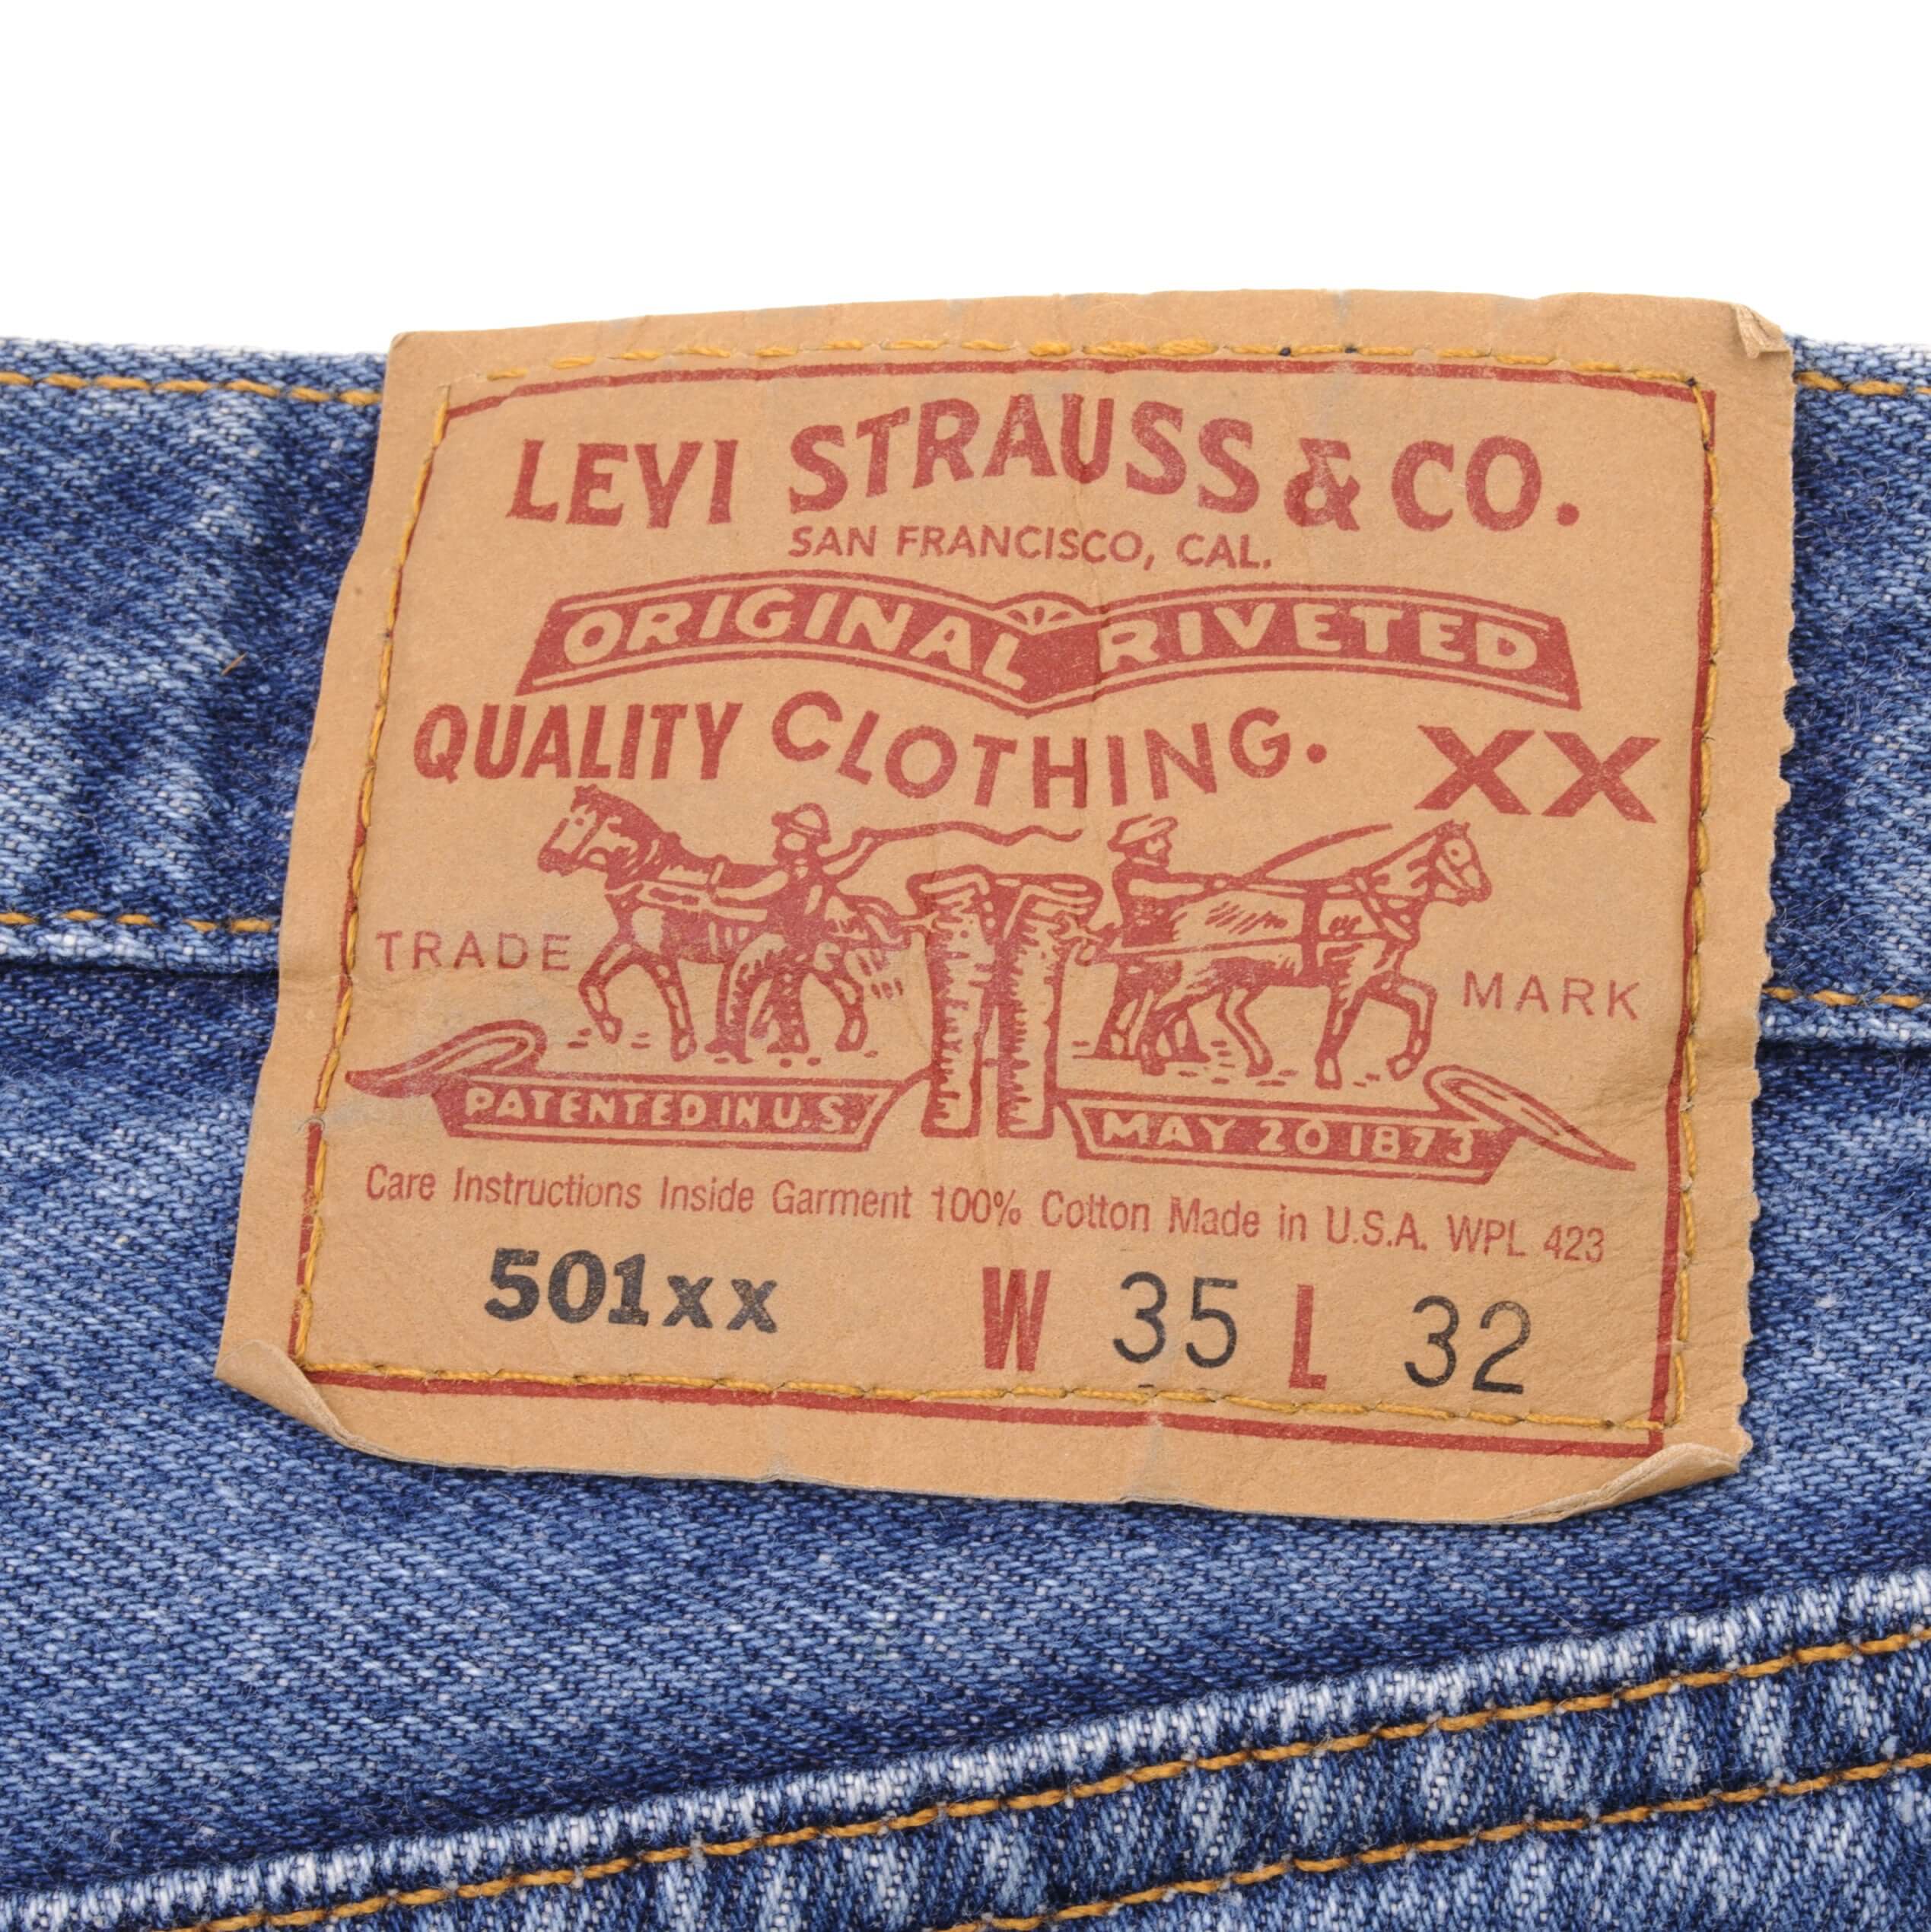 LEVI STRAUSS & CO.
SAN FRANCISCO, CAL.
ORIGINAL RIVETED
QUALITY CLOTHING. XX
TRADE MARK
PATENTED IN U.S. MAY 20 1873
Care Instructions Inside Garment 100% Cotton Made in U.S.A. WPL 423
501xx W 35 L 32